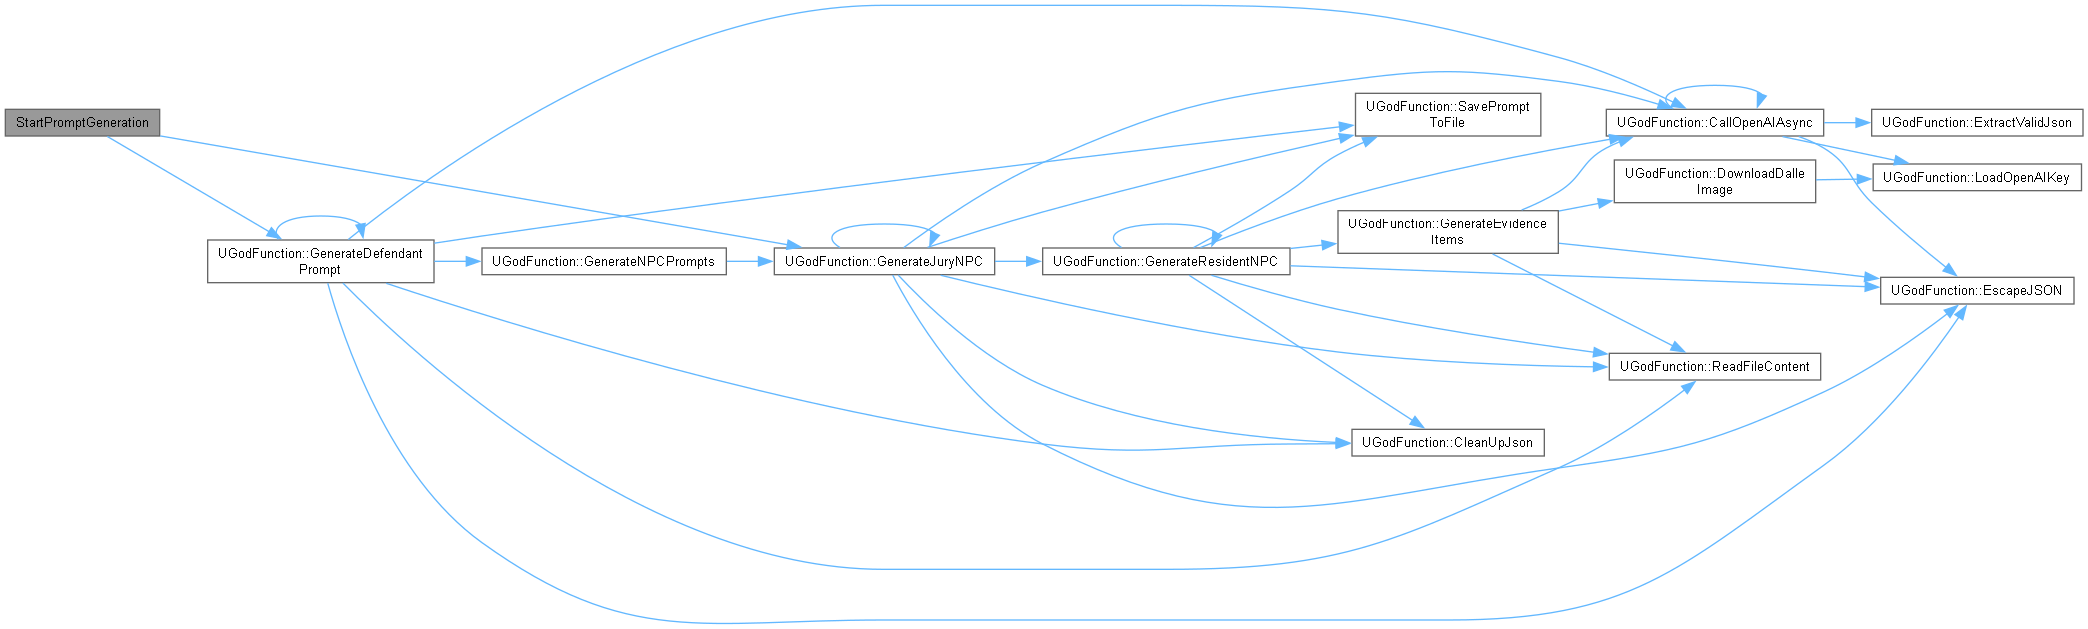 StartPromptGeneration
UGodFunction::GenerateDefendant
Prompt
UGodFunction::GenerateNPCPrompts
UGodFunction::GenerateJuryNPC
UGodFunction::GenerateResidentNPC
UGodFunction::SavePrompt
ToFile
UGodFunction::GenerateEvidence
Items
UGodFunction::CleanUpJson
UGodFunction::CallOpenAIAsync
UGodFunction::DownloadDalle
Image
UGodFunction::ReadFileContent
UGodFunction::ExtractValidJson
UGodFunction::LoadOpenAIKey
UGodFunction::EscapeJSON